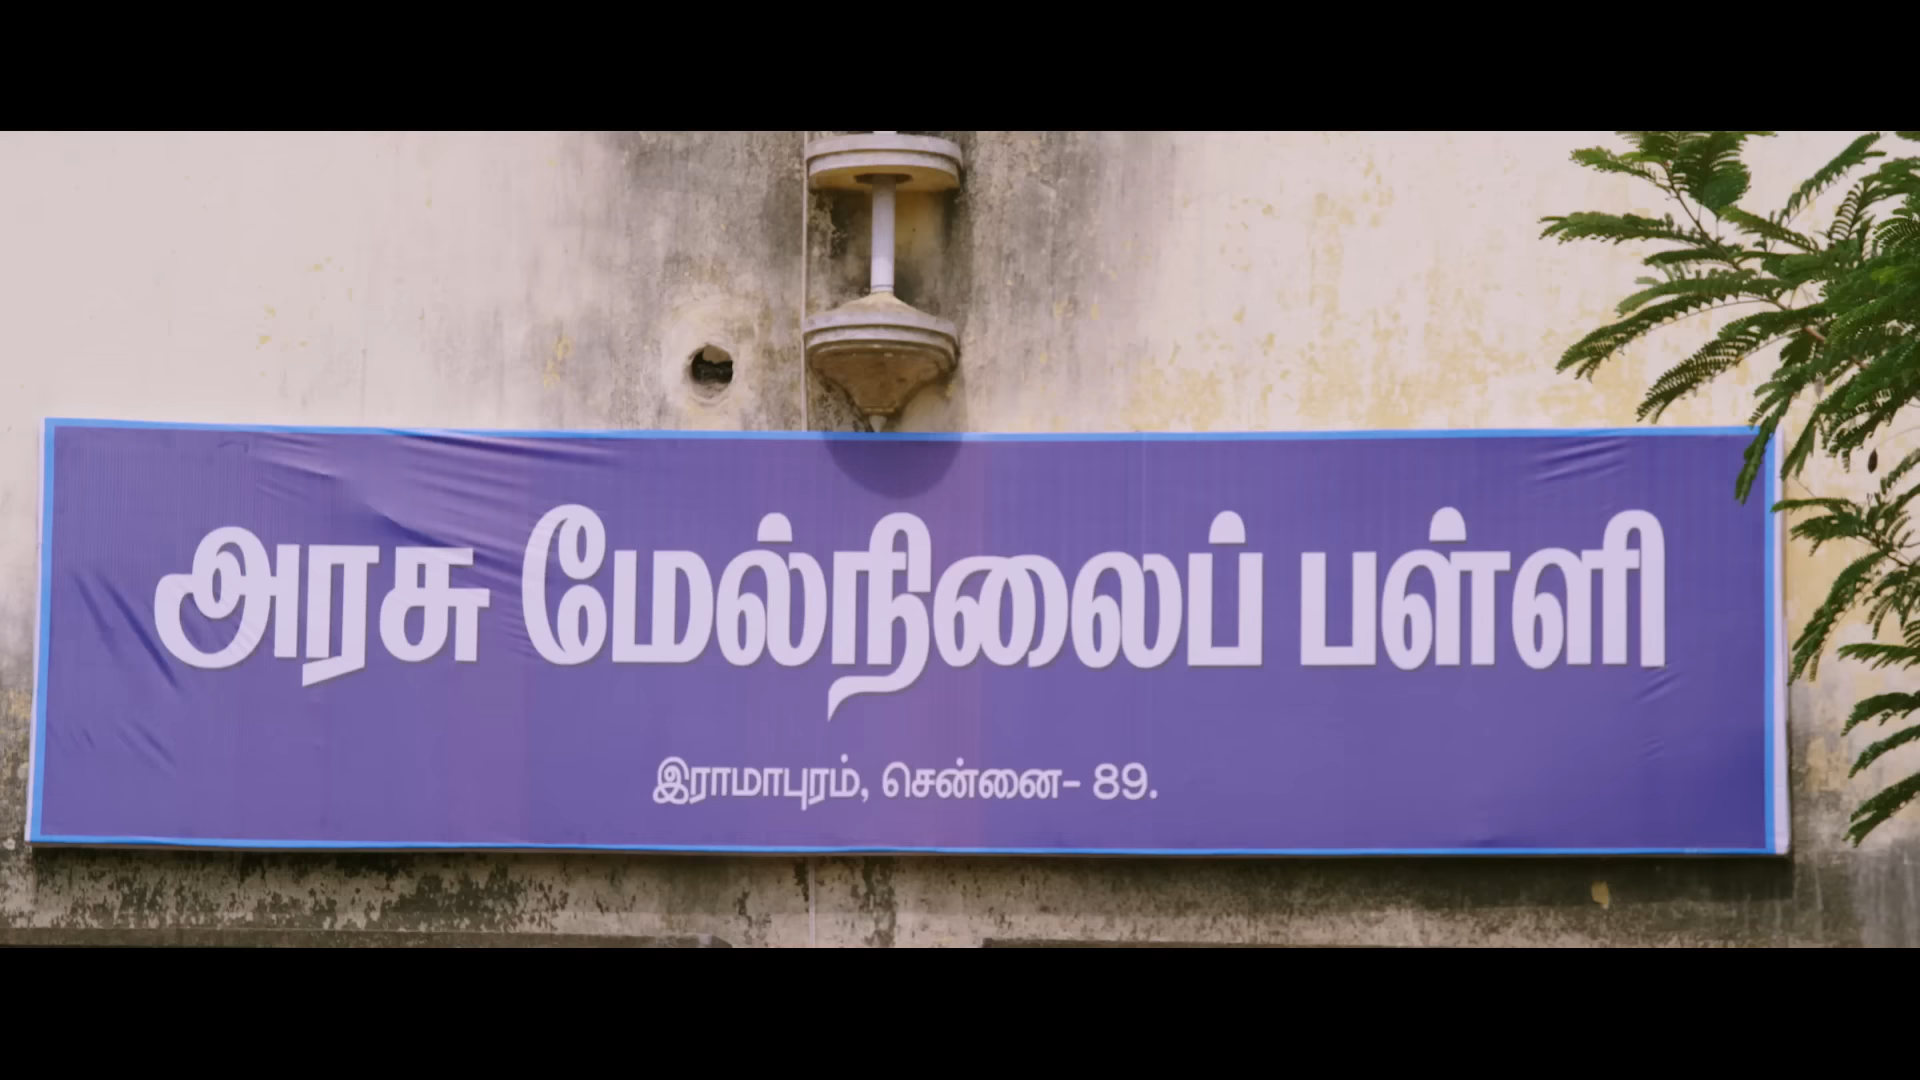 அரசு மேல்நிலைப் பள்ளி
இராமாபுரம், சென்னை- 89.